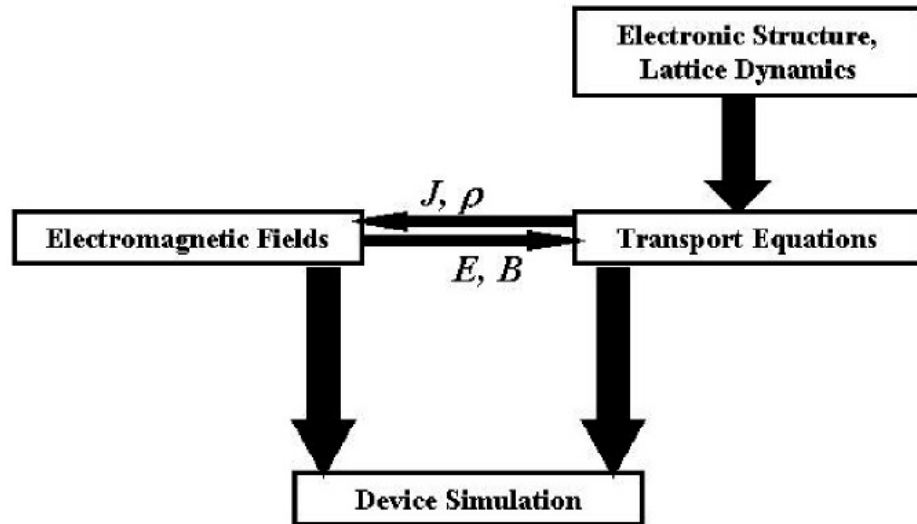 Electronic Structure,
Lattice Dynamics
J, ρ
Electromagnetic Fields
Transport Equations
E, B
Device Simulation